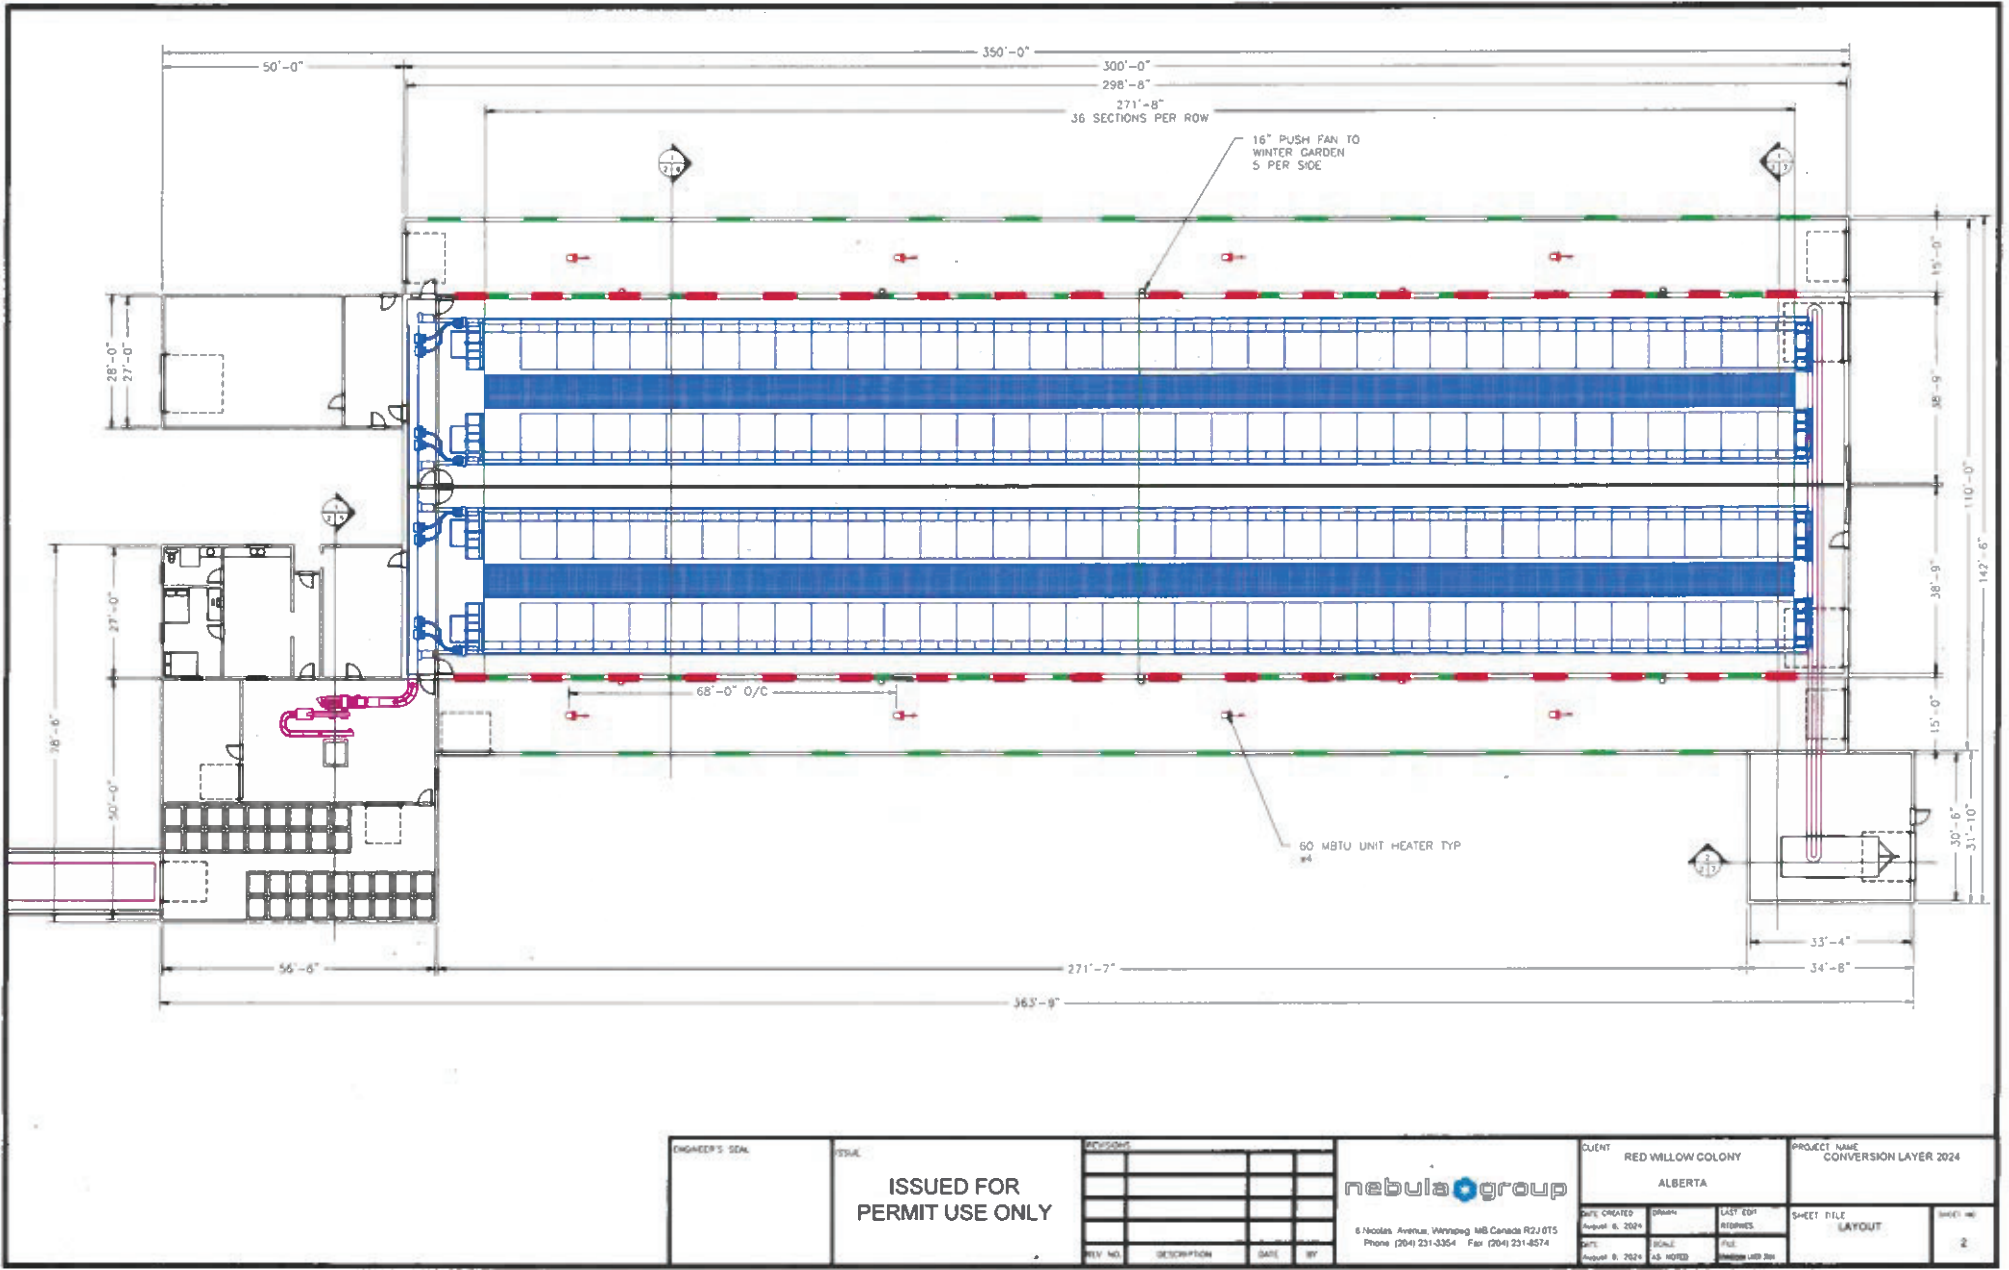 350'-0"
50'-0"
300'-0"
298'-8"
271'-8"
36 SECTIONS PER ROW
16" PUSH FAN TO
WINTER GARDEN
5 PER SIDE
15'-0"
28'-0"
27'-0"
38'-9"
110'-0"
142'-6"
27'-0"
38'-9"
68'-0" O/C
15'-0"
50'-0"
60 MBTU UNIT HEATER TYP
30'-6"
31'-10"
33'-4"
56'-6"
271'-7"
34'-8"
363'-9"
ENGINEER'S SEAL
ISSUE
ISSUED FOR
PERMIT USE ONLY
REVISIONS
REV NO.
DESCRIPTION
DATE
BY
nebula group
6 Nicolas Avenue, Winnipeg MB Canada R2J 0T5
Phone (204) 231-3354 Fax (204) 231-8574
CLIENT
RED WILLOW COLONY
ALBERTA
PROJECT NAME
CONVERSION LAYER 2024
DATE CREATED
August 8, 2024
DRAWN
LAST EDIT
DATE
August 8, 2024
SCALE
AS NOTED
FILE
SHEET TITLE
LAYOUT
SHEET NO
2